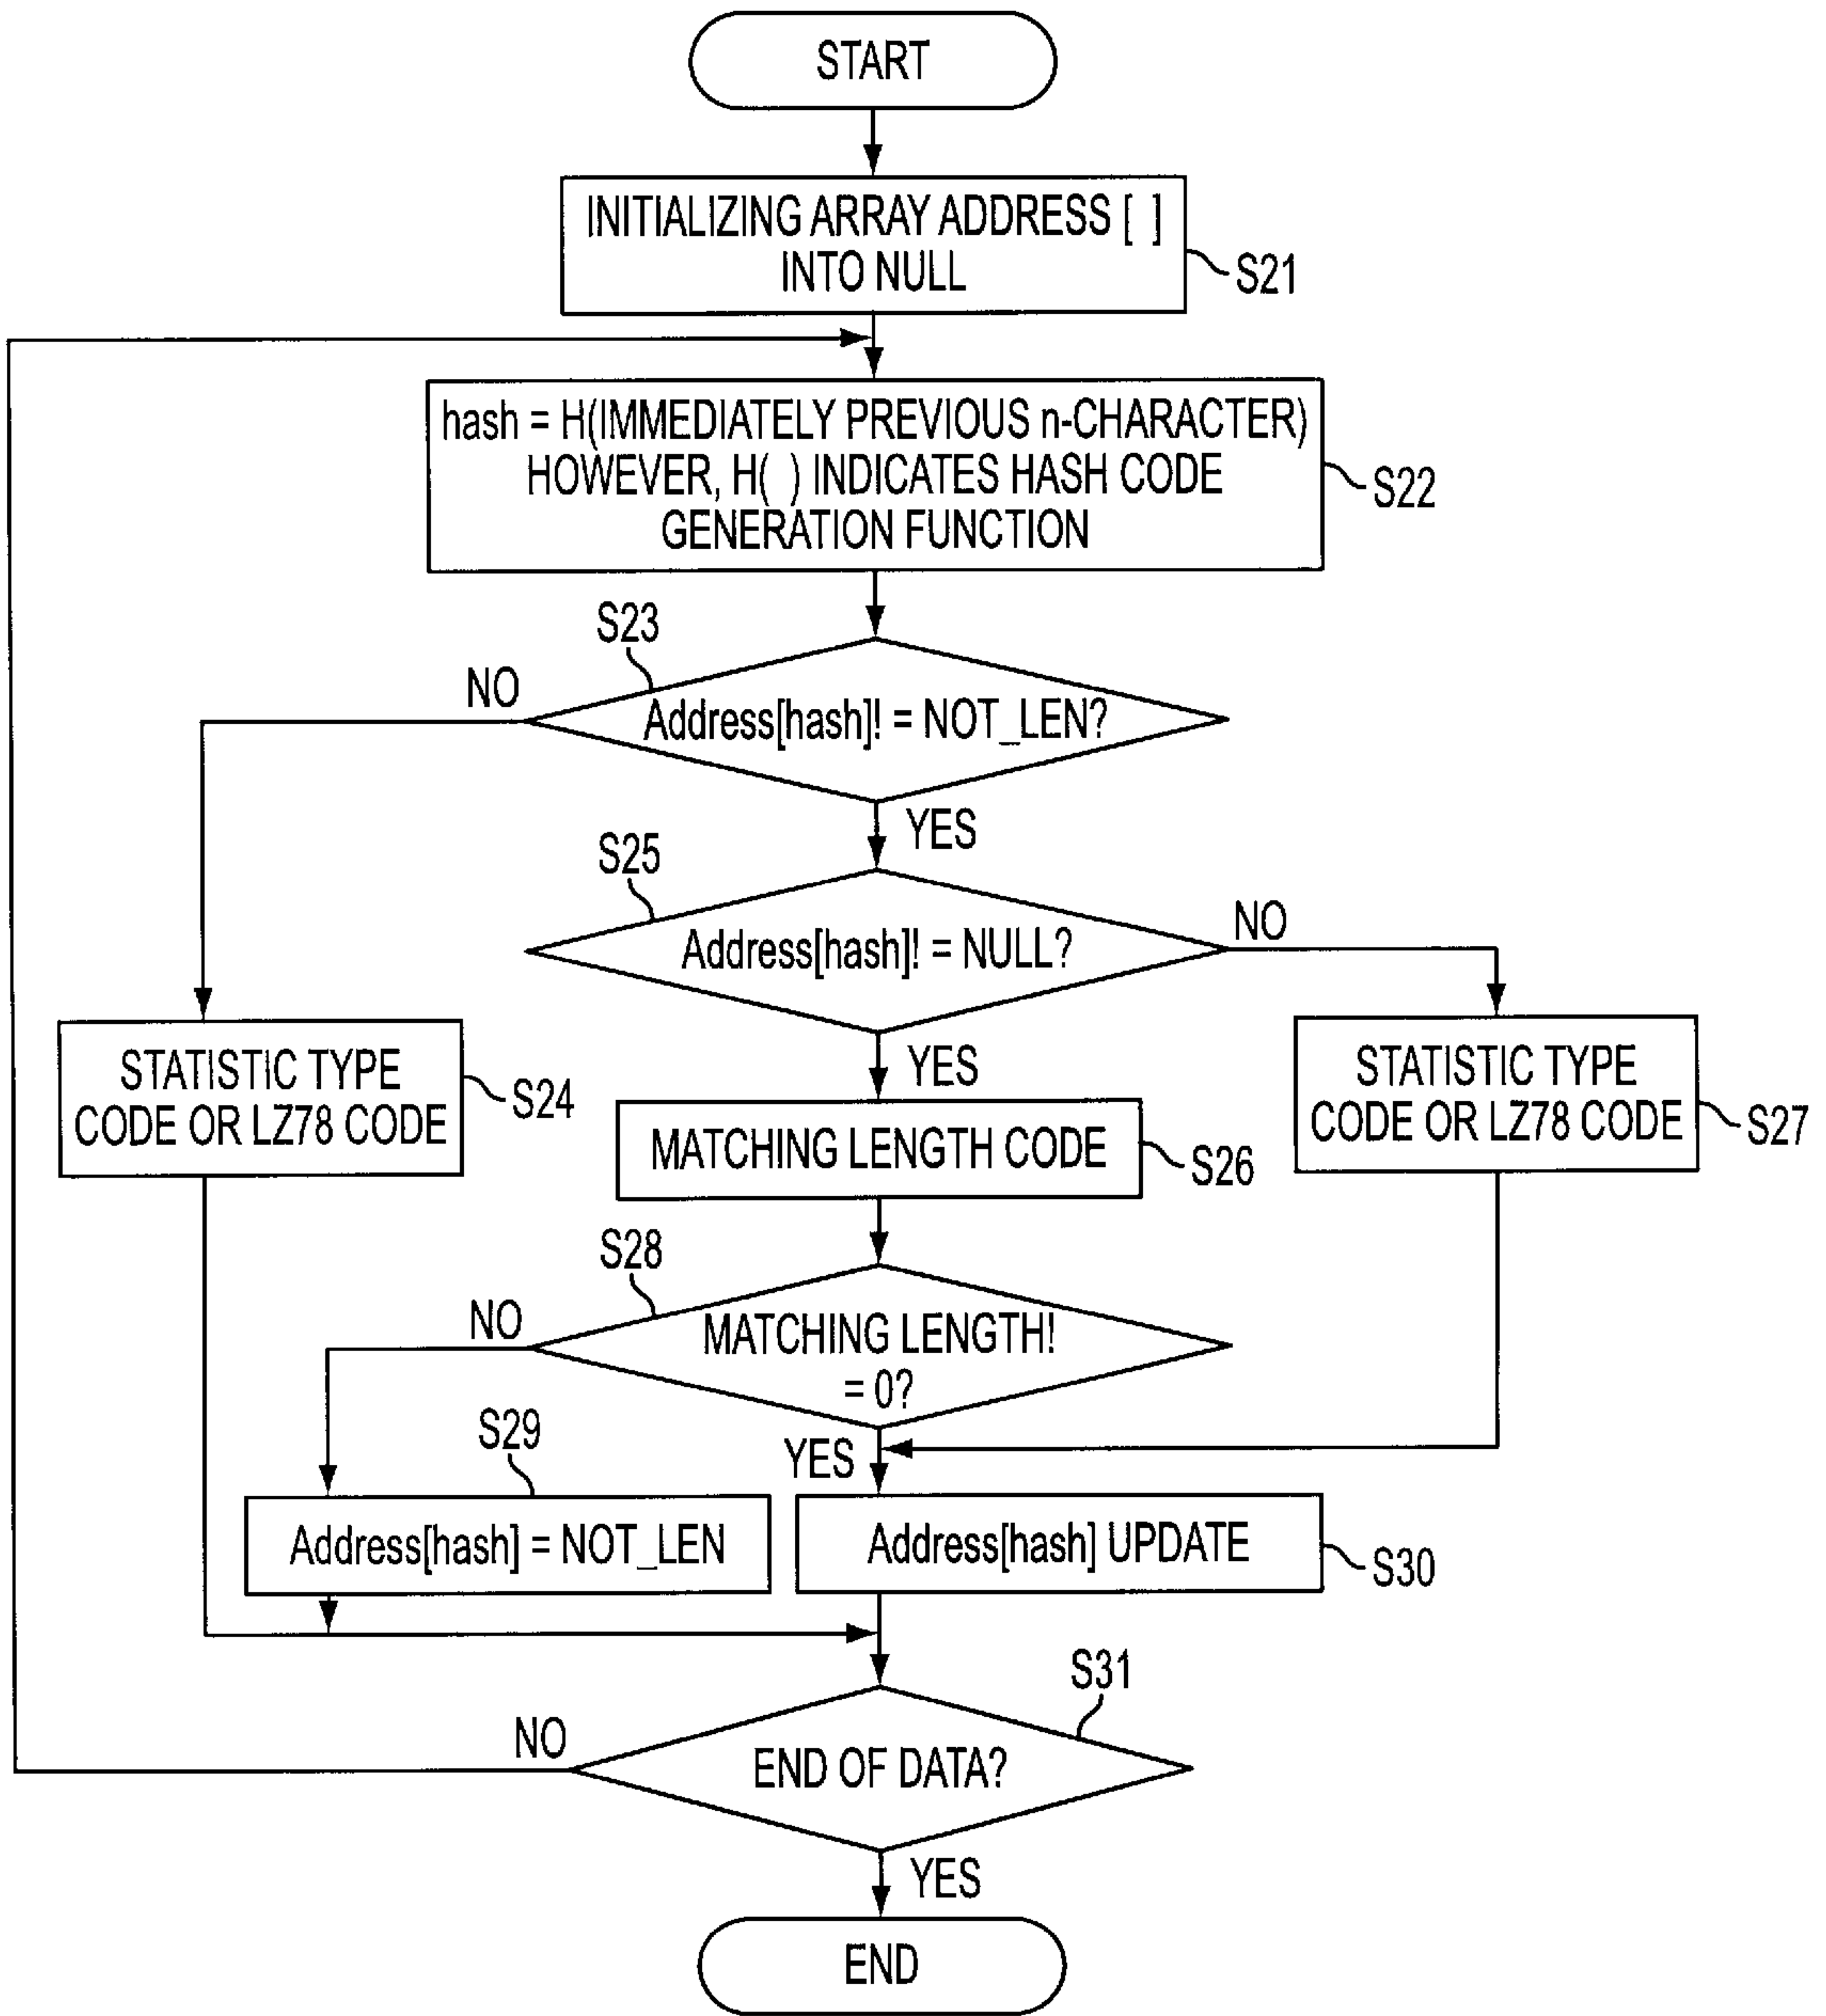 START
INITIALIZING ARRAY ADDRESS [ ]
INTO NULL
S21
hash = H(IMMEDIATELY PREVIOUS n-CHARACTER)
HOWEVER, H( ) INDICATES HASH CODE
GENERATION FUNCTION
S22
S23
NO
Address[hash]! = NOT_LEN?
YES
S25
NO
Address[hash]! = NULL?
YES
STATISTIC TYPE
CODE OR LZ78 CODE
S24
MATCHING LENGTH CODE
S26
STATISTIC TYPE
CODE OR LZ78 CODE
S27
S28
NO
MATCHING LENGTH!
= 0?
YES
S29
Address[hash] = NOT_LEN
Address[hash] UPDATE
S30
S31
NO
END OF DATA?
YES
END